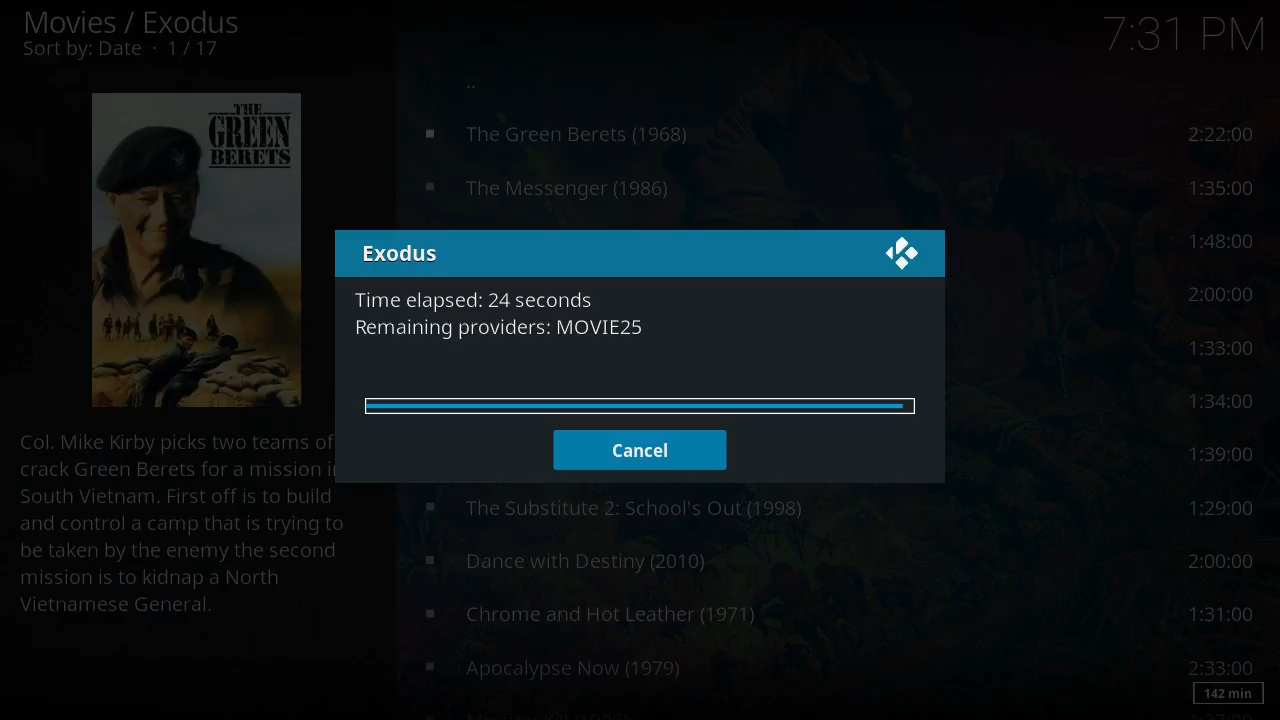 Movies / Exodus
Sort by: Date · 1 / 17
7:31 PM
THE
GREEN
BERETS
..
The Green Berets (1968) 2:22:00
The Messenger (1986) 1:35:00
1:48:00
2:00:00
1:33:00
1:34:00
1:39:00
Exodus
Time elapsed: 24 seconds
Remaining providers: MOVIE25
Cancel
Col. Mike Kirby picks two teams of
crack Green Berets for a mission in
South Vietnam. First off is to build
and control a camp that is trying to
be taken by the enemy the second
mission is to kidnap a North
Vietnamese General.
The Substitute 2: School's Out (1998) 1:29:00
Dance with Destiny (2010) 2:00:00
Chrome and Hot Leather (1971) 1:31:00
Apocalypse Now (1979) 2:33:00
142 min